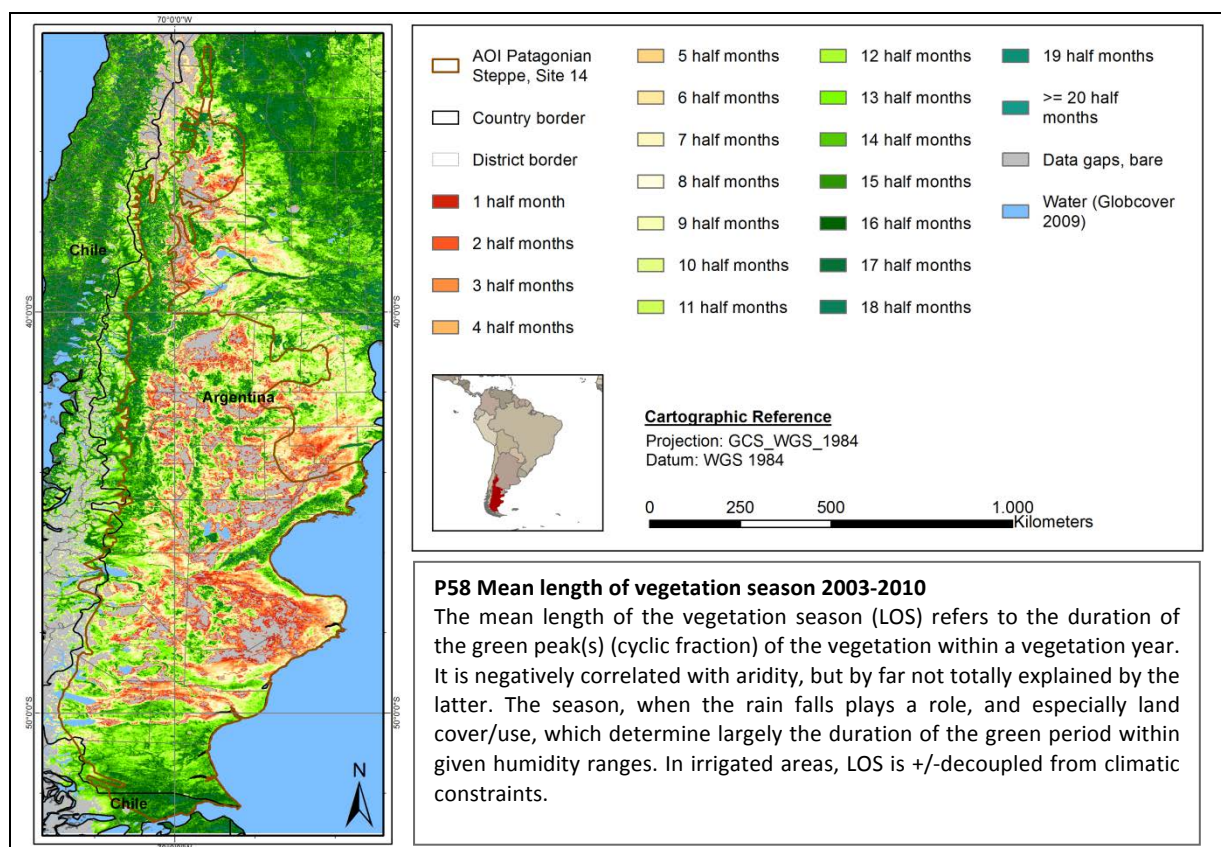 70°0'0"W
40°0'0"S
40°0'0"S
50°0'0"S
50°0'0"S
Chile
Argentina
Chile
N
AOI Patagonian
Steppe, Site 14
Country border
District border
1 half month
2 half months
3 half months
4 half months
5 half months
6 half months
7 half months
8 half months
9 half months
10 half months
11 half months
12 half months
13 half months
14 half months
15 half months
16 half months
17 half months
18 half months
19 half months
>= 20 half
months
Data gaps, bare
Water (Globcover
2009)
Cartographic Reference
Projection: GCS_WGS_1984
Datum: WGS 1984
0 250 500 1.000
Kilometers
P58 Mean length of vegetation season 2003-2010
The mean length of the vegetation season (LOS) refers to the duration of
the green peak(s) (cyclic fraction) of the vegetation within a vegetation year.
It is negatively correlated with aridity, but by far not totally explained by the
latter. The season, when the rain falls plays a role, and especially land
cover/use, which determine largely the duration of the green period within
given humidity ranges. In irrigated areas, LOS is +/-decoupled from climatic
constraints.